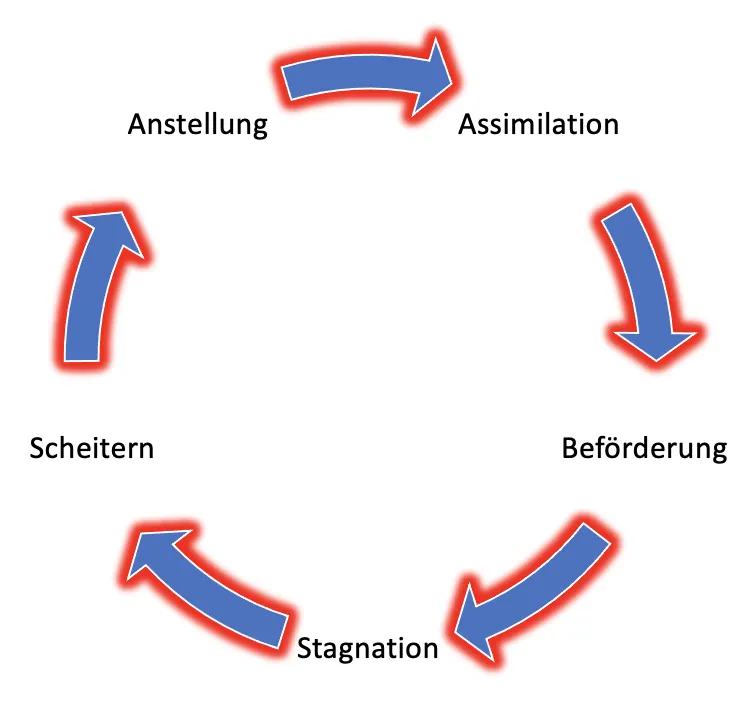 Anstellung
Assimilation
Beförderung
Stagnation
Scheitern